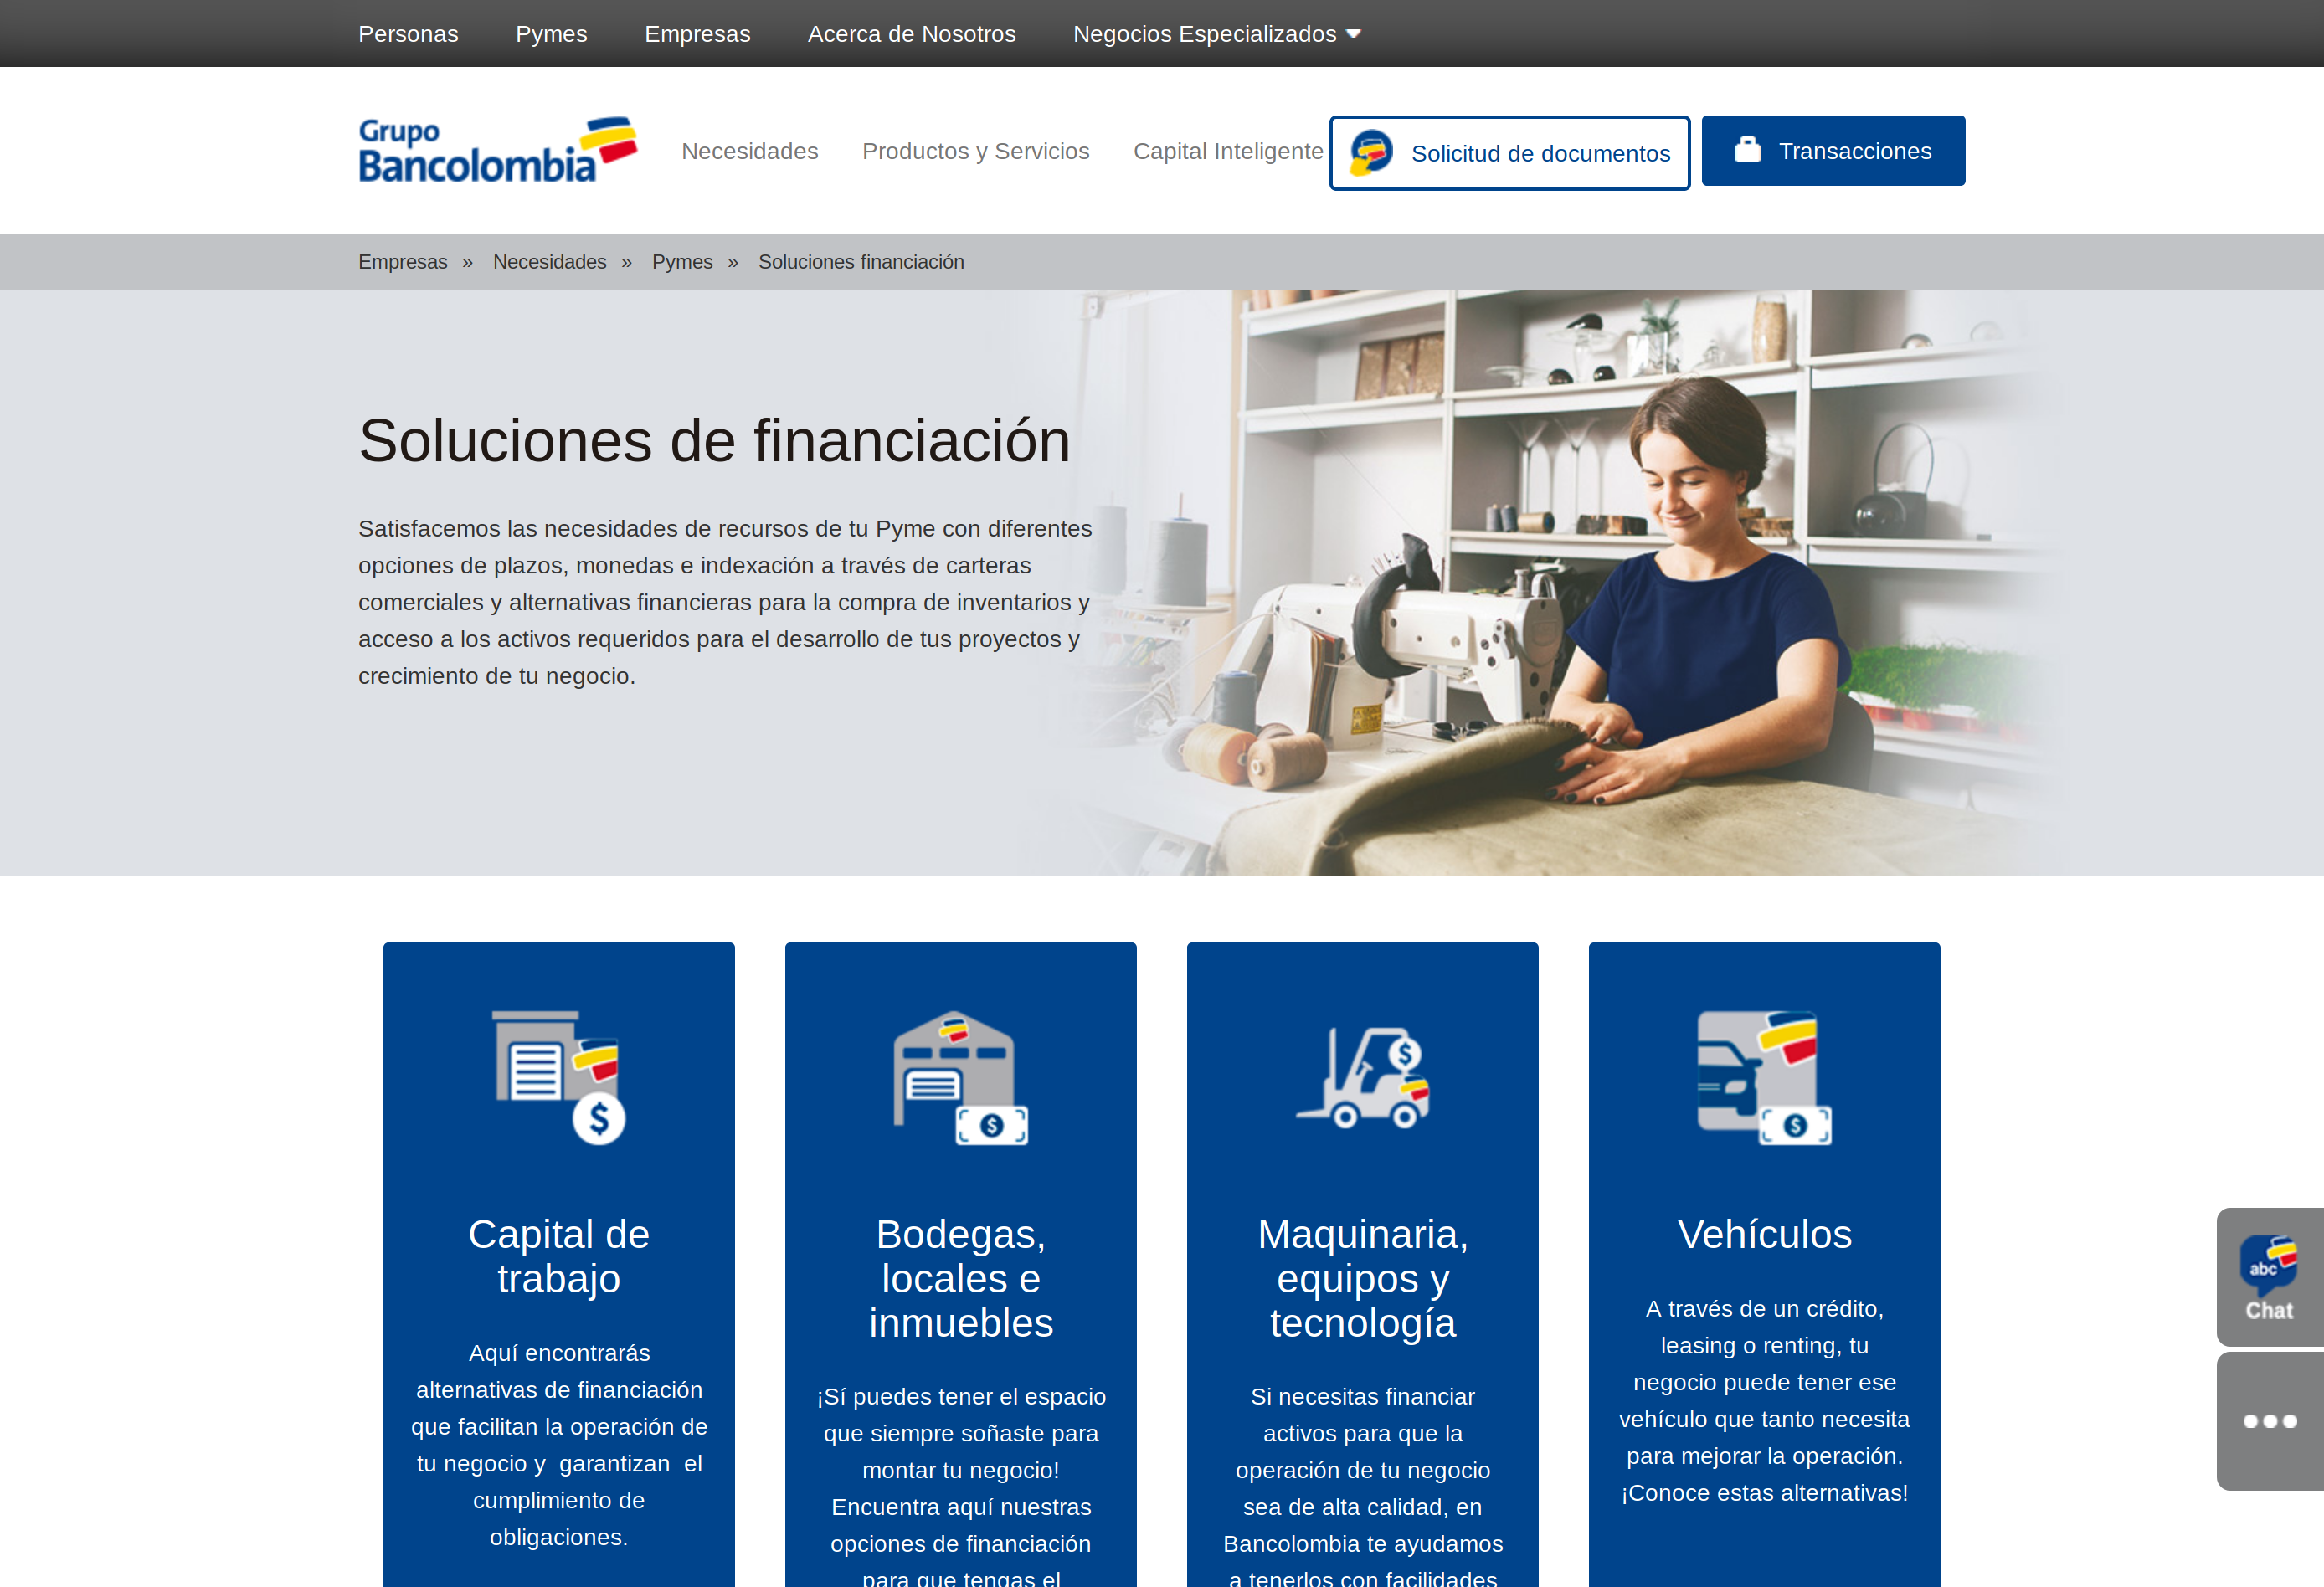 Personas Pymes Empresas Acerca de Nosotros Negocios Especializados
Grupo
Bancolombia
Necesidades Productos y Servicios Capital Inteligente Solicitud de documentos Transacciones
Empresas » Necesidades » Pymes » Soluciones financiación
Soluciones de financiación
Satisfacemos las necesidades de recursos de tu Pyme con diferentes
opciones de plazos, monedas e indexación a través de carteras
comerciales y alternativas financieras para la compra de inventarios y
acceso a los activos requeridos para el desarrollo de tus proyectos y
crecimiento de tu negocio.
$
Capital de
trabajo
Aquí encontrarás
alternativas de financiación
que facilitan la operación de
tu negocio y  garantizan  el
cumplimiento de
obligaciones.
$
Bodegas,
locales e
inmuebles
¡Sí puedes tener el espacio
que siempre soñaste para
montar tu negocio!
Encuentra aquí nuestras
opciones de financiación
para que tengas el
$
Maquinaria,
equipos y
tecnología
Si necesitas financiar
activos para que la
operación de tu negocio
sea de alta calidad, en
Bancolombia te ayudamos
a tenerlos con facilidades
$
Vehículos
A través de un crédito,
leasing o renting, tu
negocio puede tener ese
vehículo que tanto necesita
para mejorar la operación.
¡Conoce estas alternativas!
abc
Chat